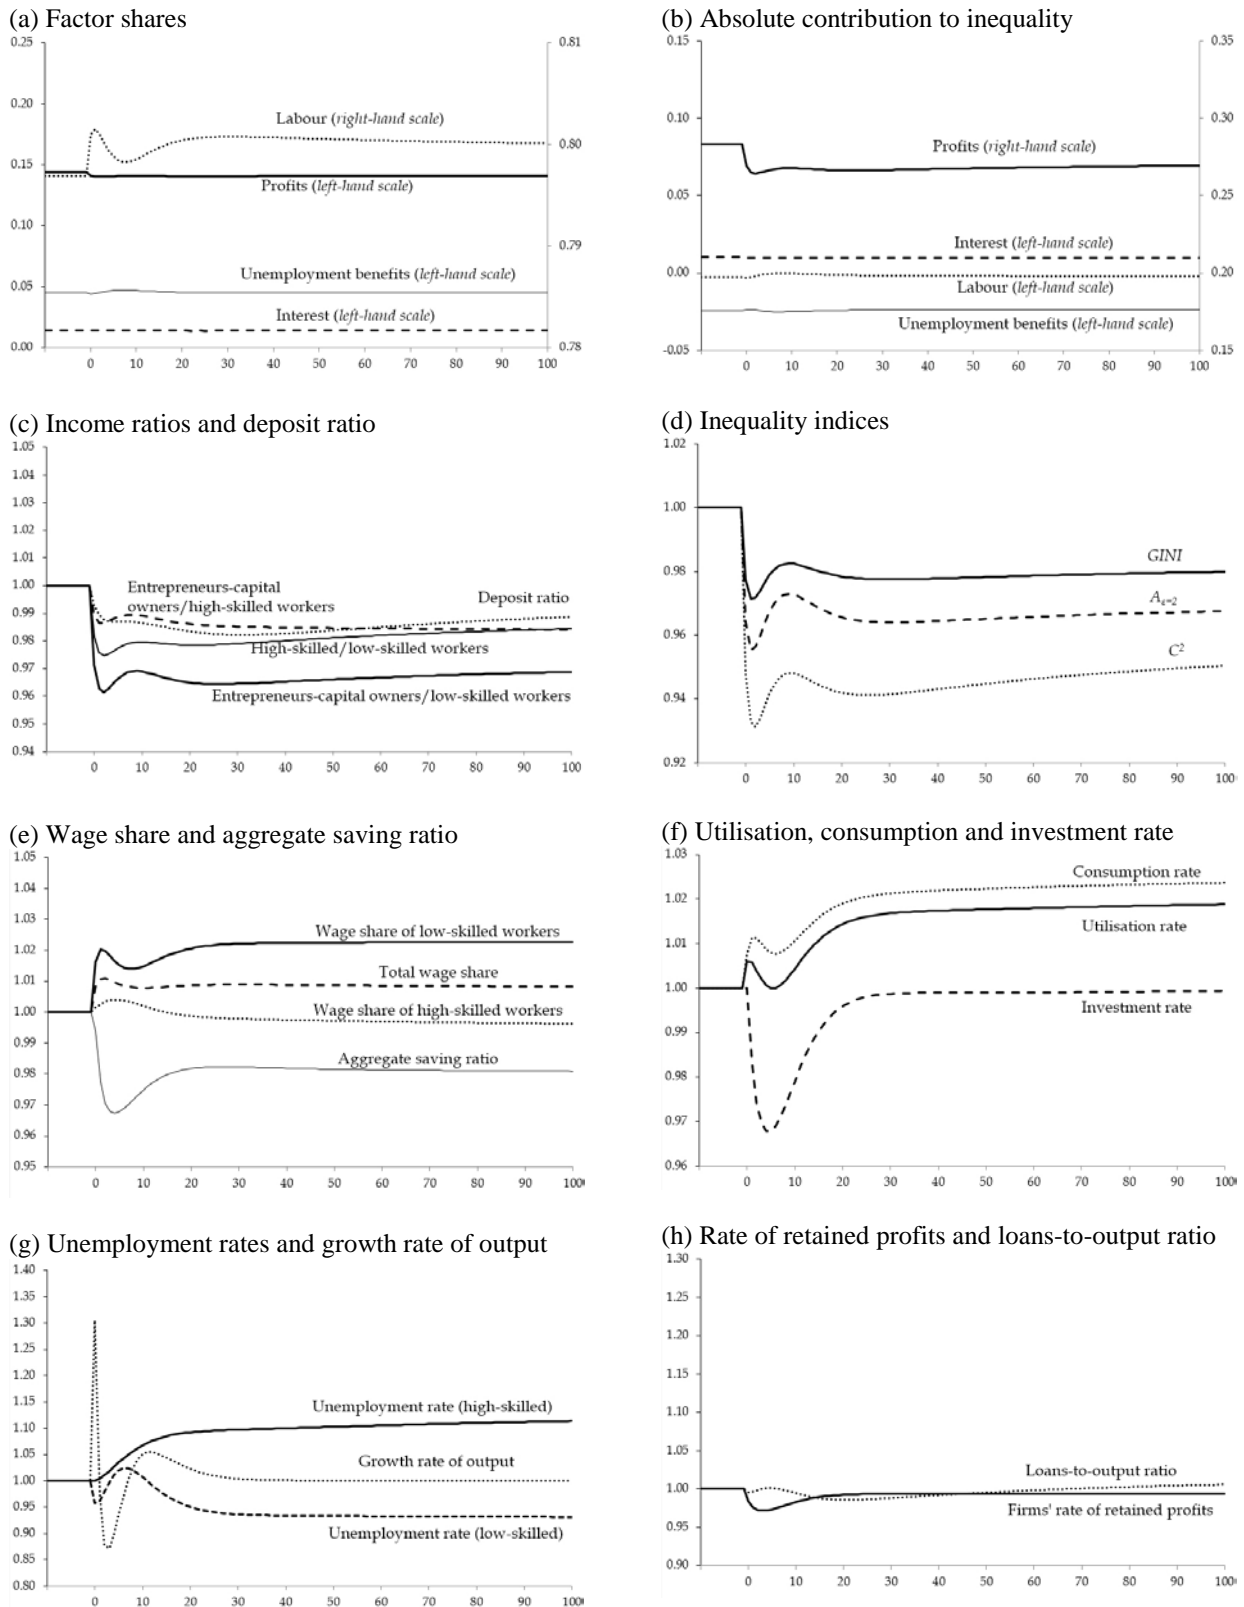 (a) Factor shares
0.25
0.20
0.15
0.10
0.05
0.00
0.81
0.80
0.79
0.78
Labour (right-hand scale)
Profits (left-hand scale)
Unemployment benefits (left-hand scale)
Interest (left-hand scale)
0 10 20 30 40 50 60 70 80 90 100
(b) Absolute contribution to inequality
0.15
0.10
0.05
0.00
-0.05
0.35
0.30
0.25
0.20
0.15
Profits (right-hand scale)
Interest (left-hand scale)
Labour (left-hand scale)
Unemployment benefits (left-hand scale)
0 10 20 30 40 50 60 70 80 90 100
(c) Income ratios and deposit ratio
1.05
1.04
1.03
1.02
1.01
1.00
0.99
0.98
0.97
0.96
0.95
0.94
Entrepreneurs-capital
owners/high-skilled workers
Deposit ratio
High-skilled/low-skilled workers
Entrepreneurs-capital owners/low-skilled workers
0 10 20 30 40 50 60 70 80 90 100
(d) Inequality indices
1.02
1.00
0.98
0.96
0.94
0.92
GINI
Aε=2
C²
0 10 20 30 40 50 60 70 80 90 100
(e) Wage share and aggregate saving ratio
1.05
1.04
1.03
1.02
1.01
1.00
0.99
0.98
0.97
0.96
0.95
Wage share of low-skilled workers
Total wage share
Wage share of high-skilled workers
Aggregate saving ratio
0 10 20 30 40 50 60 70 80 90 100
(f) Utilisation, consumption and investment rate
1.03
1.02
1.01
1.00
0.99
0.98
0.97
0.96
Consumption rate
Utilisation rate
Investment rate
0 10 20 30 40 50 60 70 80 90 100
(g) Unemployment rates and growth rate of output
1.40
1.35
1.30
1.25
1.20
1.15
1.10
1.05
1.00
0.95
0.90
0.85
0.80
Unemployment rate (high-skilled)
Growth rate of output
Unemployment rate (low-skilled)
0 10 20 30 40 50 60 70 80 90 100
(h) Rate of retained profits and loans-to-output ratio
1.30
1.25
1.20
1.15
1.10
1.05
1.00
0.95
0.90
Loans-to-output ratio
Firms' rate of retained profits
0 10 20 30 40 50 60 70 80 90 100